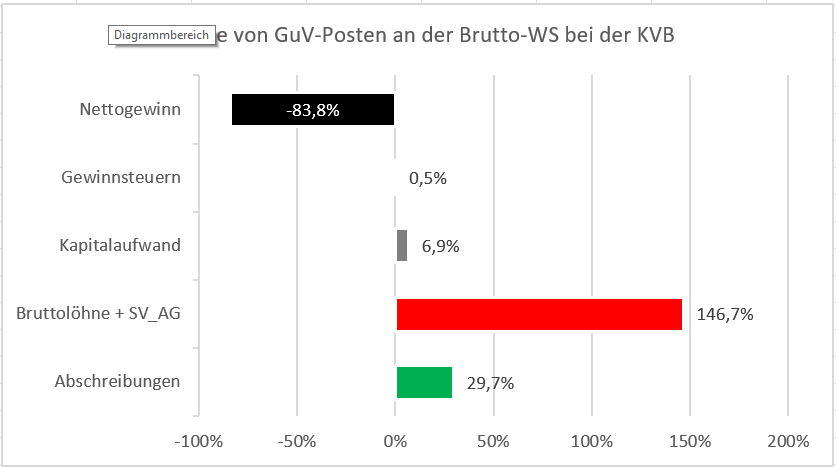 Diagrammbereich
e von GuV-Posten an der Brutto-WS bei der KVB
Nettogewinn
-83,8%
Gewinnsteuern
0,5%
Kapitalaufwand
6,9%
Bruttolöhne + SV_AG
146,7%
Abschreibungen
29,7%
-100%
-50%
0%
50%
100%
150%
200%